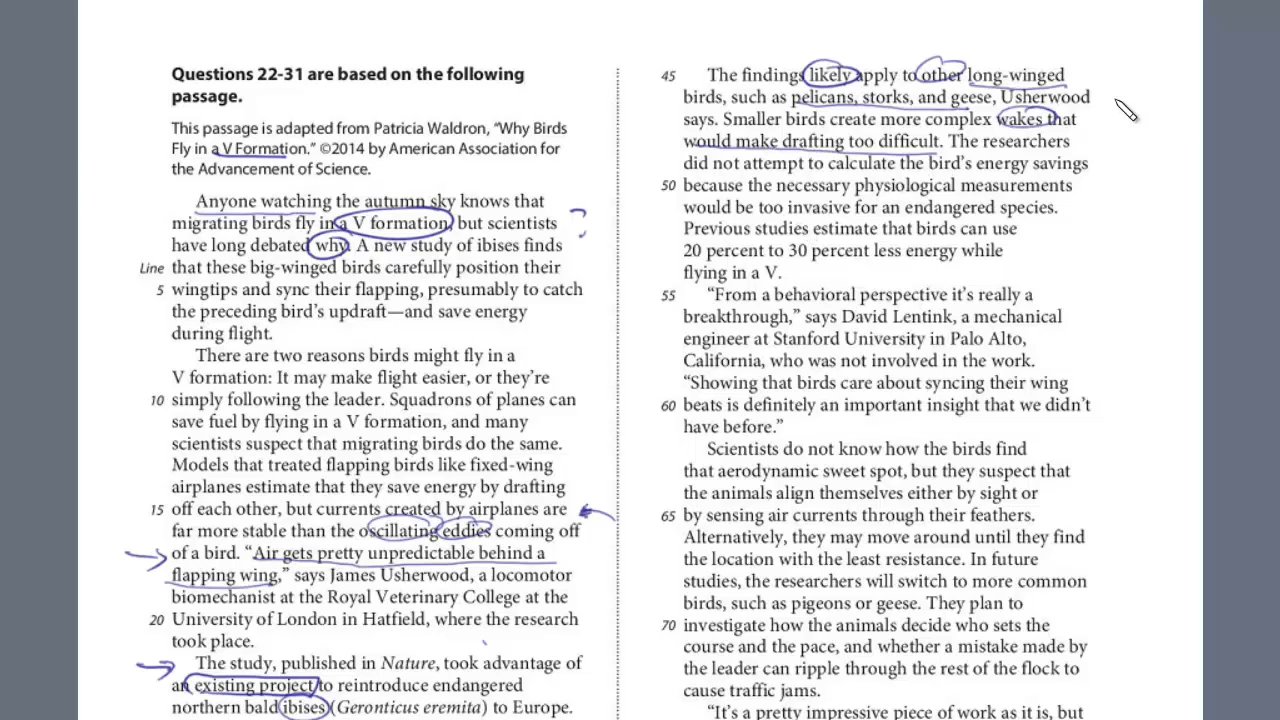 Questions 22-31 are based on the following
passage.
This passage is adapted from Patricia Waldron, “Why Birds
Fly in a V Formation.” ©2014 by American Association for
the Advancement of Science.
Anyone watching the autumn sky knows that
migrating birds fly in a V formation, but scientists
have long debated why. A new study of ibises finds
Line that these big-winged birds carefully position their
5 wingtips and sync their flapping, presumably to catch
the preceding bird’s updraft—and save energy
during flight.
There are two reasons birds might fly in a
V formation: It may make flight easier, or they’re
10 simply following the leader. Squadrons of planes can
save fuel by flying in a V formation, and many
scientists suspect that migrating birds do the same.
Models that treated flapping birds like fixed-wing
airplanes estimate that they save energy by drafting
15 off each other, but currents created by airplanes are
far more stable than the oscillating eddies coming off
of a bird. “Air gets pretty unpredictable behind a
flapping wing,” says James Usherwood, a locomotor
biomechanist at the Royal Veterinary College at the
20 University of London in Hatfield, where the research
took place.
The study, published in Nature, took advantage of
an existing project to reintroduce endangered
northern bald ibises (Geronticus eremita) to Europe.
45 The findings likely apply to other long-winged
birds, such as pelicans, storks, and geese, Usherwood
says. Smaller birds create more complex wakes that
would make drafting too difficult. The researchers
did not attempt to calculate the bird’s energy savings
50 because the necessary physiological measurements
would be too invasive for an endangered species.
Previous studies estimate that birds can use
20 percent to 30 percent less energy while
flying in a V.
55 “From a behavioral perspective it’s really a
breakthrough,” says David Lentink, a mechanical
engineer at Stanford University in Palo Alto,
California, who was not involved in the work.
“Showing that birds care about syncing their wing
60 beats is definitely an important insight that we didn’t
have before.”
Scientists do not know how the birds find
that aerodynamic sweet spot, but they suspect that
the animals align themselves either by sight or
65 by sensing air currents through their feathers.
Alternatively, they may move around until they find
the location with the least resistance. In future
studies, the researchers will switch to more common
birds, such as pigeons or geese. They plan to
70 investigate how the animals decide who sets the
course and the pace, and whether a mistake made by
the leader can ripple through the rest of the flock to
cause traffic jams.
“It’s a pretty impressive piece of work as it is, but